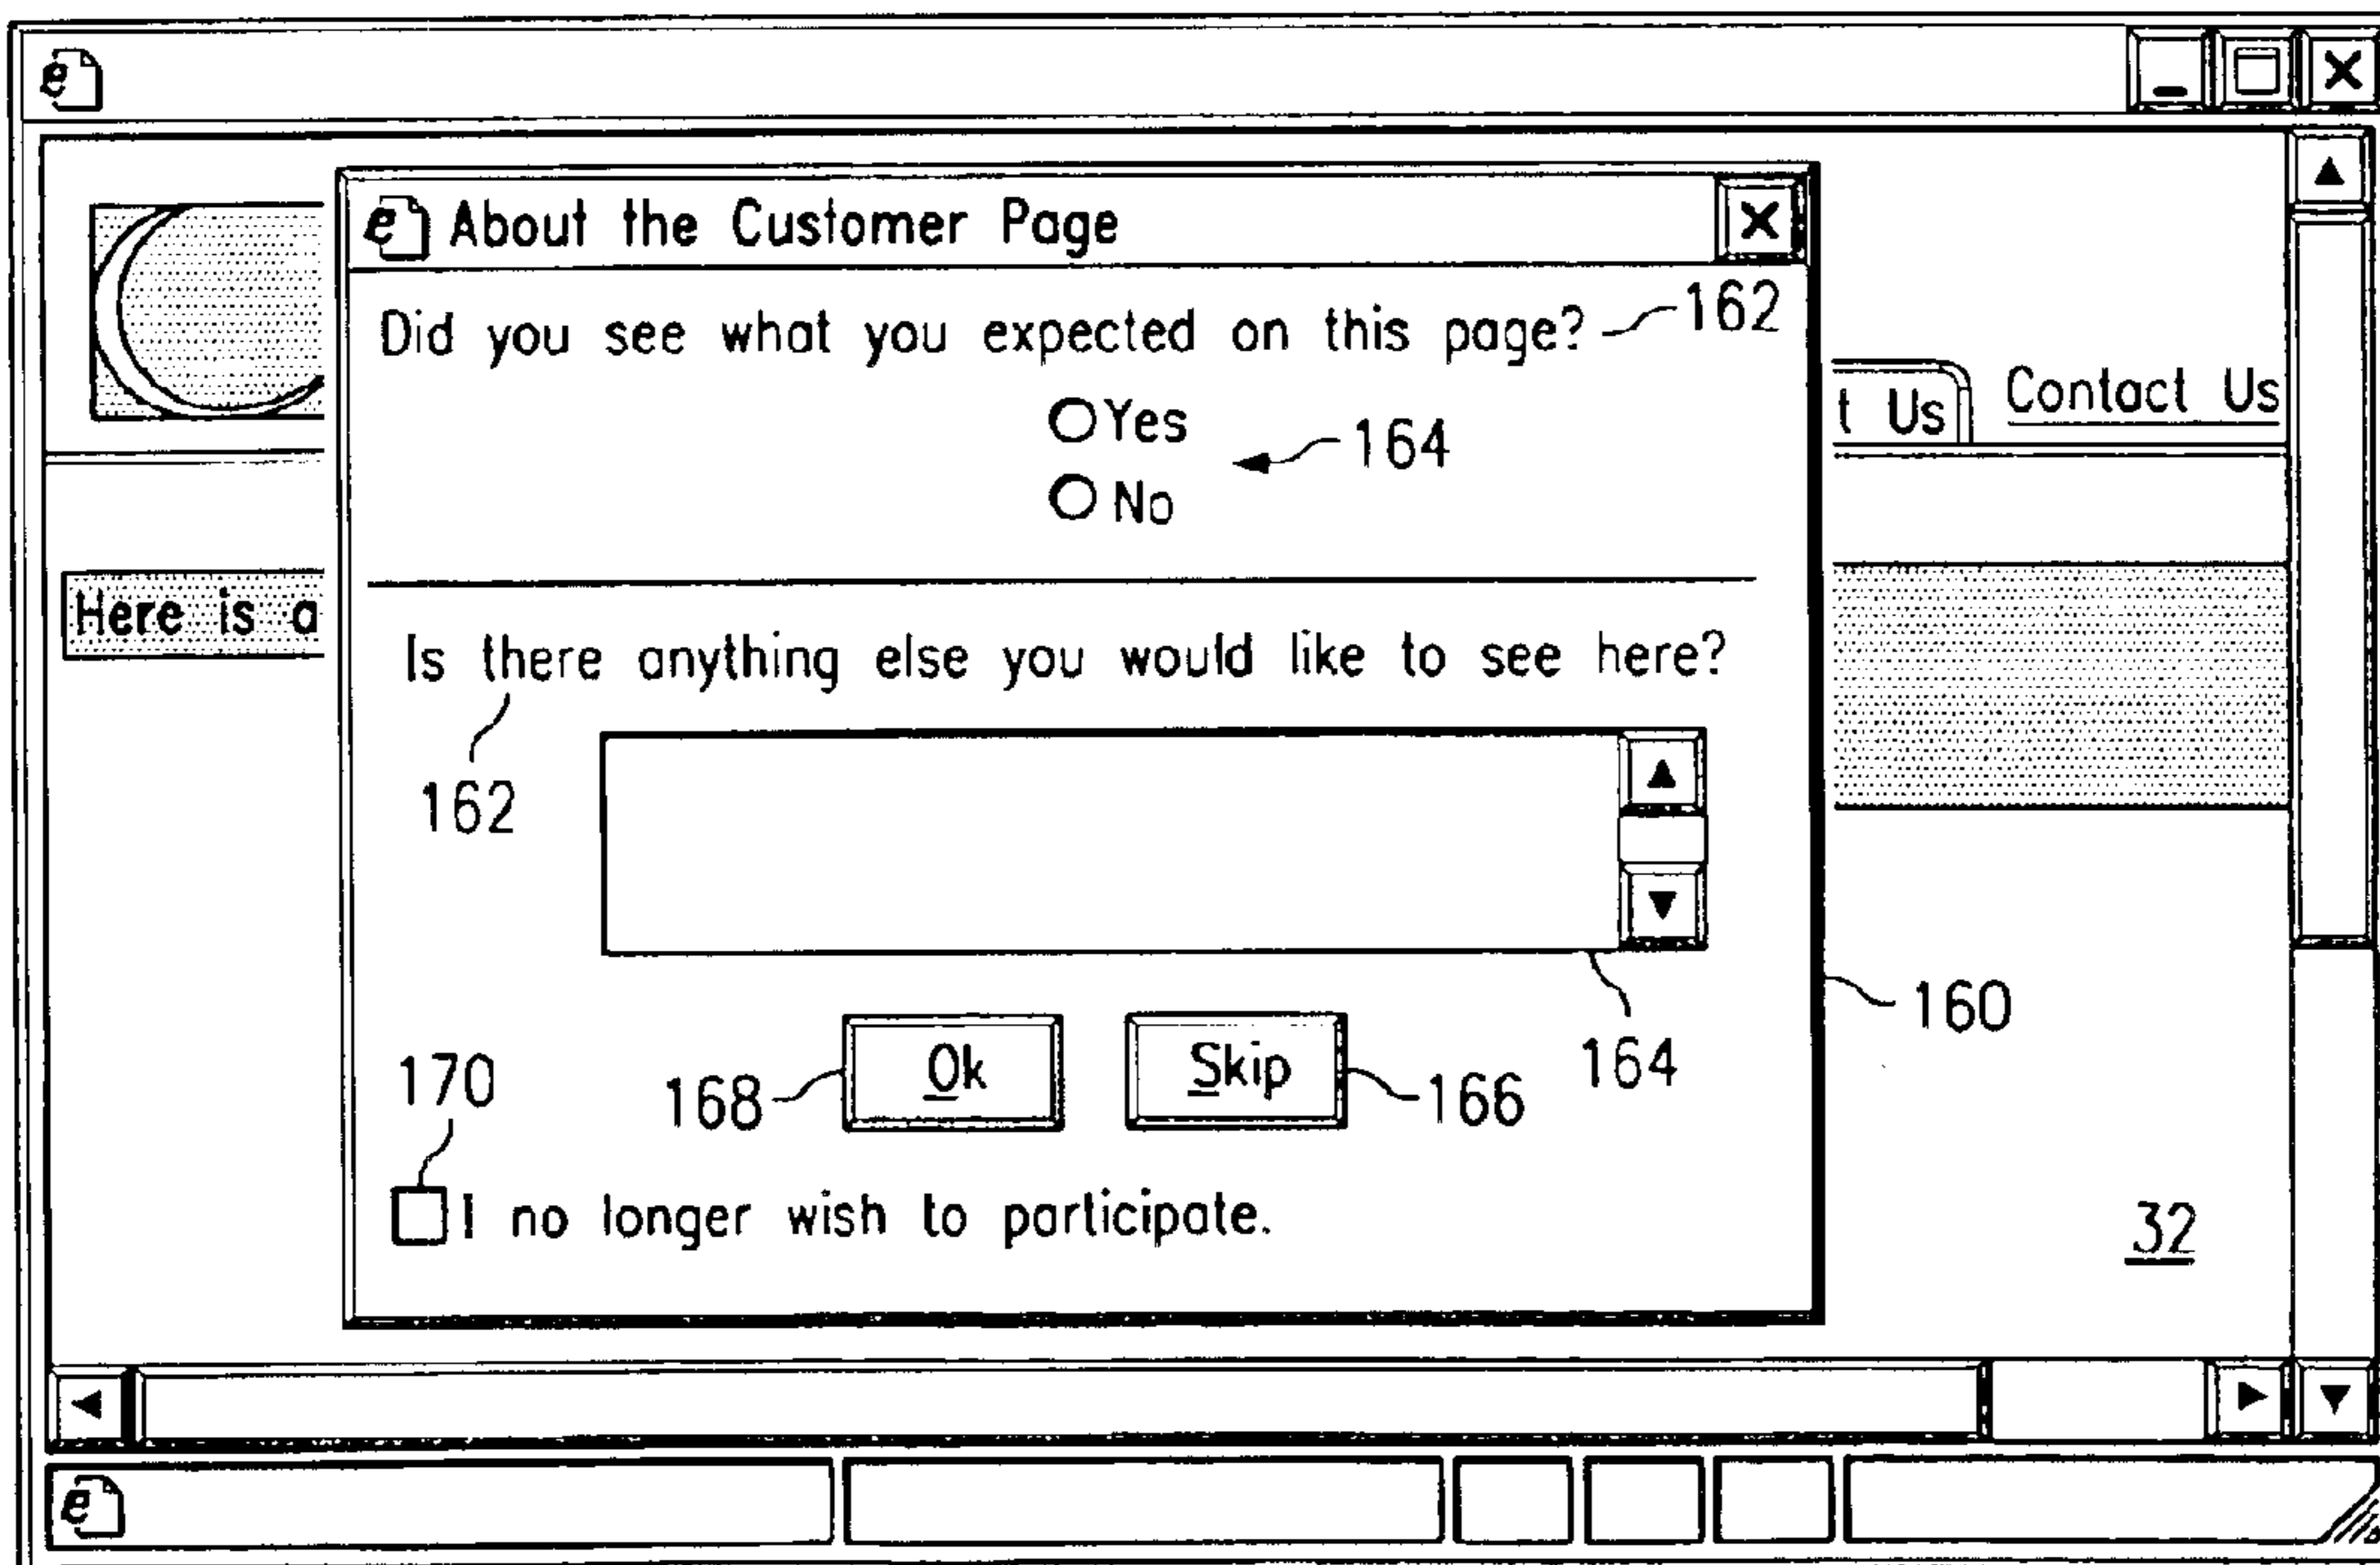 About the Customer Page
Did you see what you expected on this page? 162
Yes
164
No
t Us
Contact Us
Here is a
Is there anything else you would like to see here?
162
160
164
170
168
Ok
Skip
166
I no longer wish to participate.
32